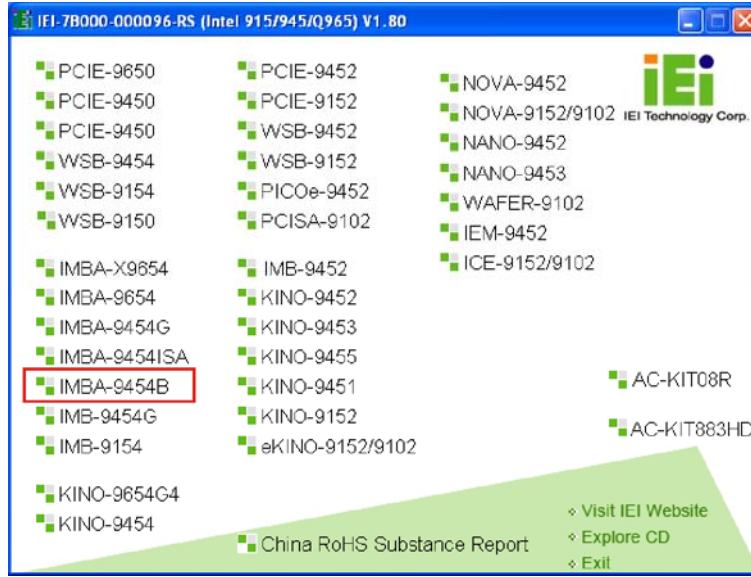 IEI-7B000-000096-RS (Intel 915/945/Q965) V1.80
PCIE-9650
PCIE-9450
PCIE-9450
WSB-9454
WSB-9154
WSB-9150
IMBA-X9654
IMBA-9654
IMBA-9454G
IMBA-9454ISA
IMBA-9454B
IMB-9454G
IMB-9154
KINO-9654G4
KINO-9454
PCIE-9452
PCIE-9152
WSB-9452
WSB-9152
PICOe-9452
PCISA-9102
IMB-9452
KINO-9452
KINO-9453
KINO-9455
KINO-9451
KINO-9152
eKINO-9152/9102
China RoHS Substance Report
NOVA-9452
NOVA-9152/9102
NANO-9452
NANO-9453
WAFER-9102
IEM-9452
ICE-9152/9102
iEi
IEI Technology Corp.
AC-KIT08R
AC-KIT883HD
Visit IEI Website
Explore CD
Exit